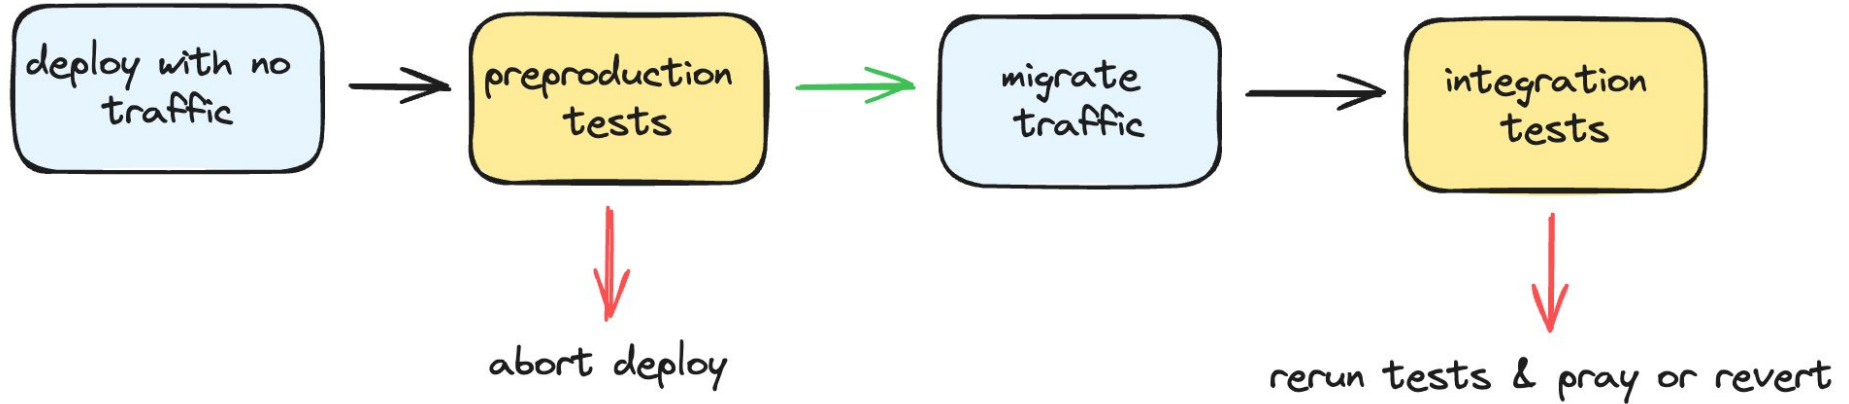 deploy with no
traffic
preproduction
tests
migrate
traffic
integration
tests
abort deploy
rerun tests & pray or revert